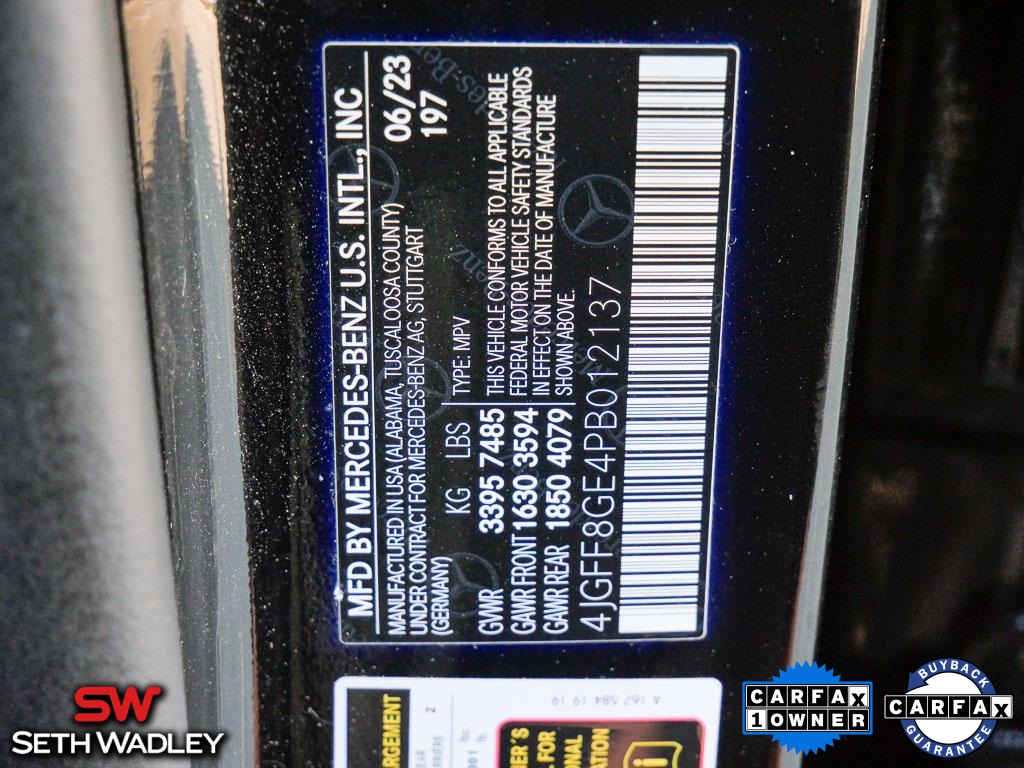 MFD BY MERCEDES-BENZ U.S. INTL., INC
MANUFACTURED IN USA (ALABAMA, TUSCALOOSA COUNTY) 06/23
UNDER CONTRACT FOR MERCEDES-BENZ AG, STUTTGART 197
(GERMANY)
KG LBS TYPE: MPV
GWR 3395 7485 THIS VEHICLE CONFORMS TO ALL APPLICABLE
GAWR FRONT 1630 3594 FEDERAL MOTOR VEHICLE SAFETY STANDARDS
GAWR REAR 1850 4079 IN EFFECT ON THE DATE OF MANUFACTURE
SHOWN ABOVE.
4JGFF8GE4PB012137
A 167 584 19 19
SW
SETH WADLEY
CARFAX
1 OWNER
BUYBACK
CARFAX
GUARANTEE